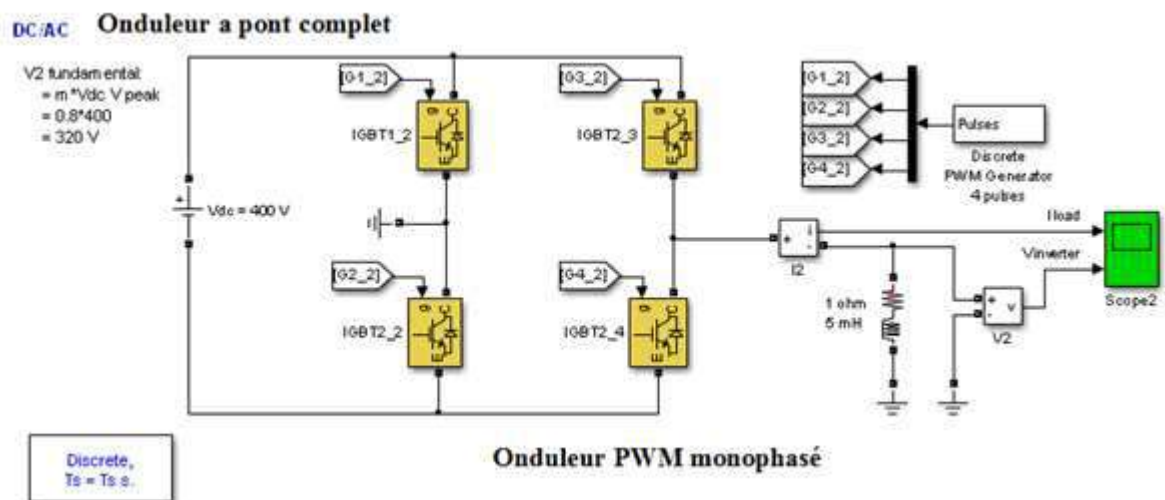 DC/AC Onduleur a pont complet
V2 fundamental:
= m*Vdc V peak
= 0.8*400
= 320 V
[G1_2]
[G3_2]
g
C
E
IGBT1_2
g
C
E
IGBT2_3
[G1_2]
[G2_2]
[G3_2]
[G4_2]
Pulses
Discrete
PWM Generator
4 pulses
+
Vdc = 400 V
[G2_2]
[G4_2]
g
C
E
IGBT2_2
g
C
E
IGBT2_4
+
i
-
I2
Iload
Vinverter
Scope2
1 ohm
5 mH
+
-
v
V2
Onduleur PWM monophasé
Discrete,
Ts = Ts s.